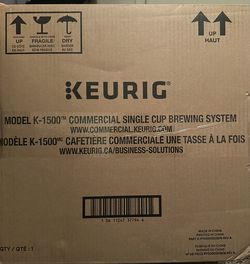 UP
HAUT
FRAGILE
DRY
UP
HAUT
KEURIG®
MODEL K-1500™ COMMERCIAL SINGLE CUP BREWING SYSTEM
WWW.COMMERCIAL.KEURIG.COM
MODÈLE K-1500MC CAFETIÈRE COMMERCIALE UNE TASSE À LA FOIS
WWW.KEURIG.CA/BUSINESS-SOLUTIONS
QTY / QTÉ : 1